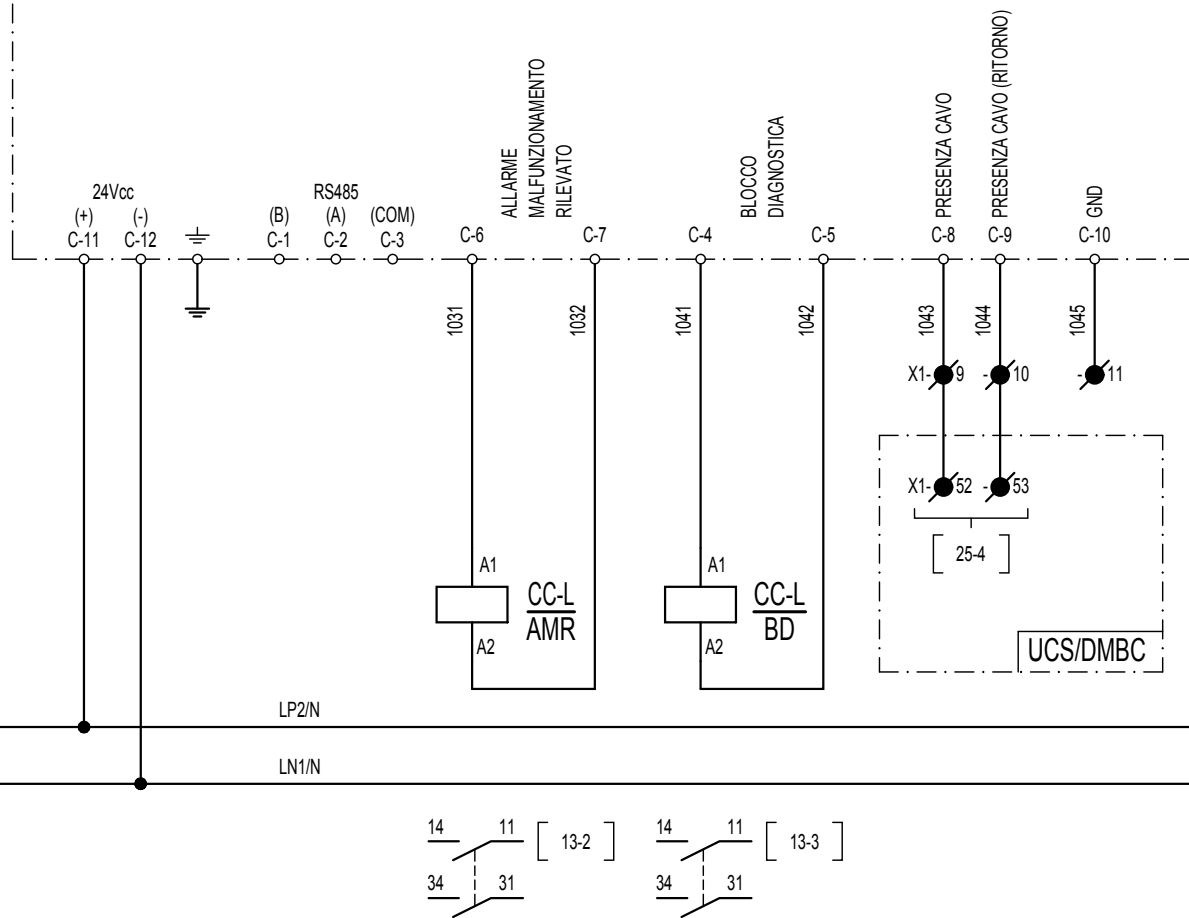 24Vcc
(+)
(-)
C-11
C-12
RS485
(B)
(A)
(COM)
C-1
C-2
C-3
ALLARME
MALFUNZIONAMENTO
RILEVATO
C-6
C-7
BLOCCO
DIAGNOSTICA
C-4
C-5
PRESENZA CAVO
PRESENZA CAVO (RITORNO)
GND
C-8
C-9
C-10
1031
1032
1041
1042
1043
1044
1045
X1- 9
- 10
- 11
X1- 52
- 53
25-4
UCS/DMBC
A1
CC-L
AMR
A2
A1
CC-L
BD
A2
LP2/N
LN1/N
14 11
13-2
34 31
14 11
13-3
34 31